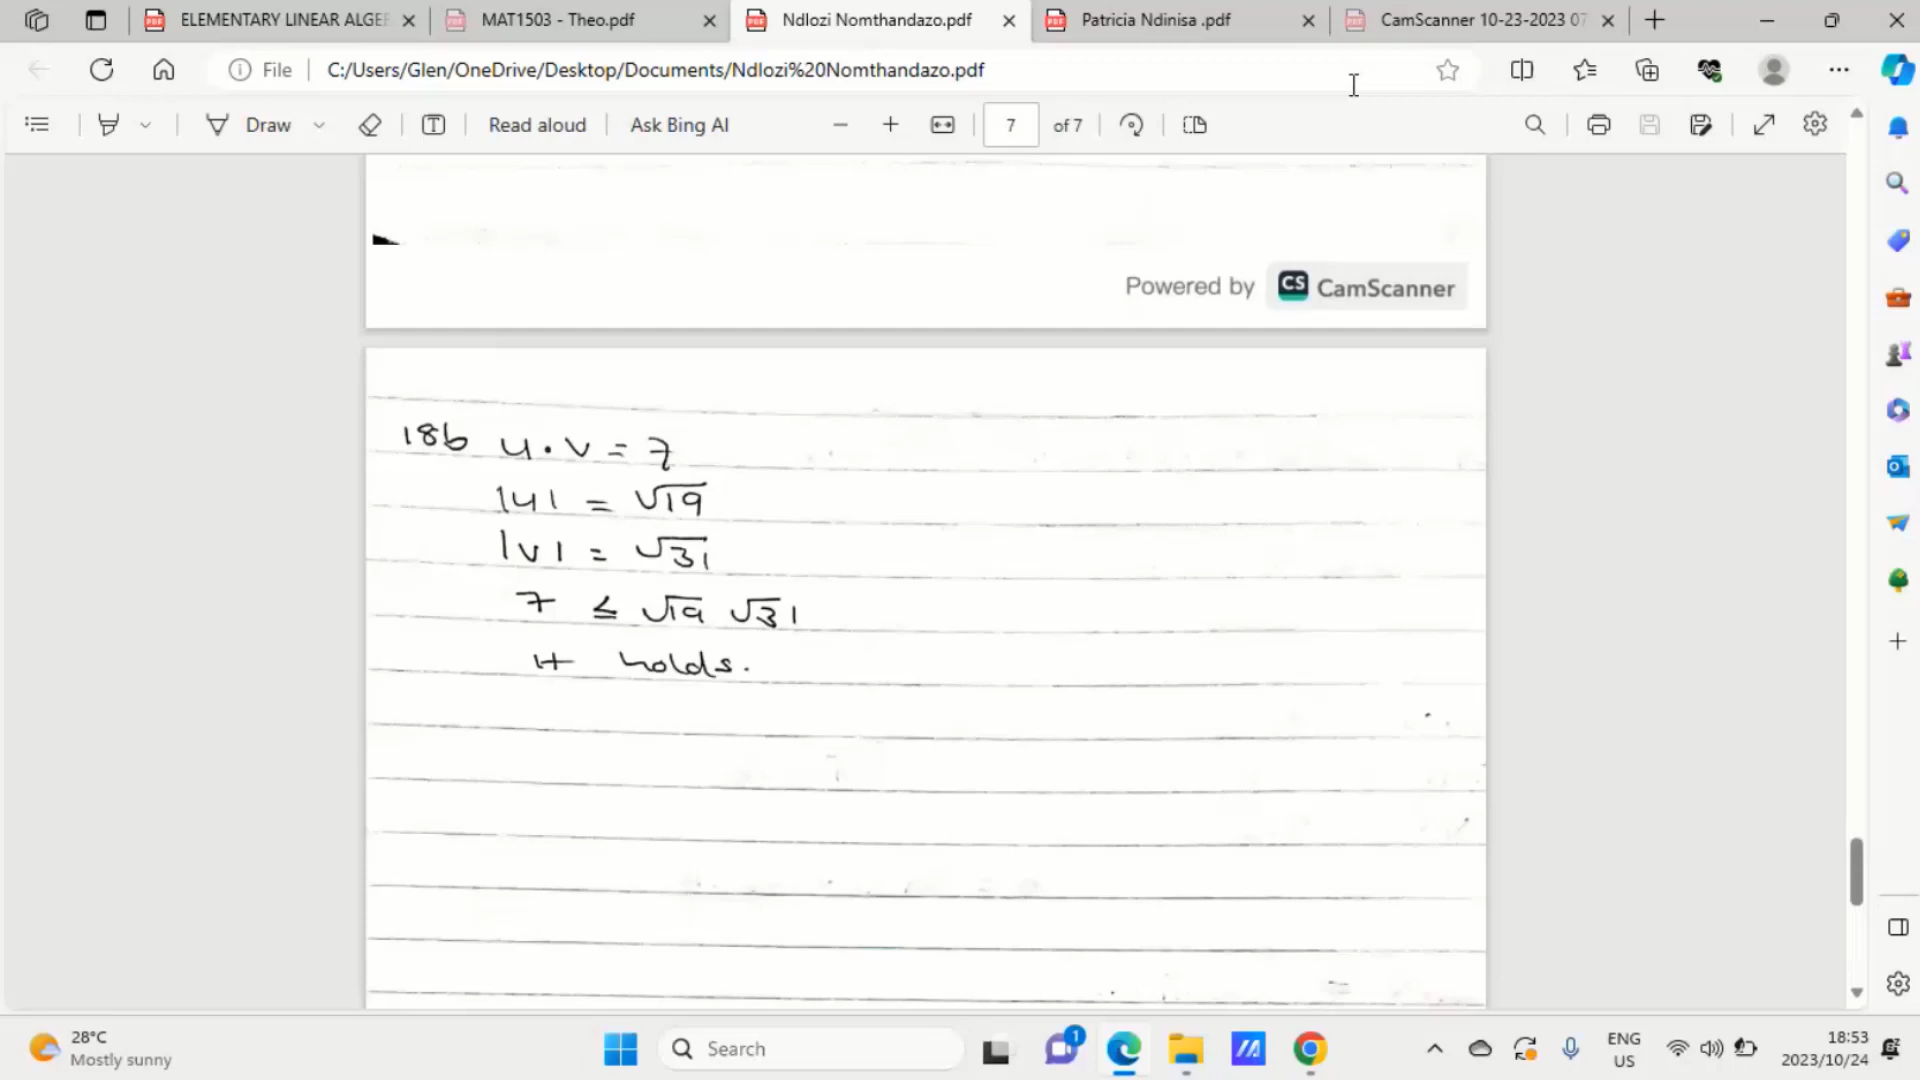 ELEMENTARY LINEAR ALGE
MAT1503 - Theo.pdf
Ndlozi Nomthandazo.pdf
Patricia Ndinisa .pdf
CamScanner 10-23-2023 07
File
C:/Users/Glen/OneDrive/Desktop/Documents/Ndlozi%20Nomthandazo.pdf
Draw
Read aloud
Ask Bing AI
7
of 7
Powered by CS CamScanner
18b u · v = 7
|u| = √19
|v| = √31
7 ≤ √19 √31
It holds.
28°C
Mostly sunny
Search
1
ENG
US
18:53
2023/10/24